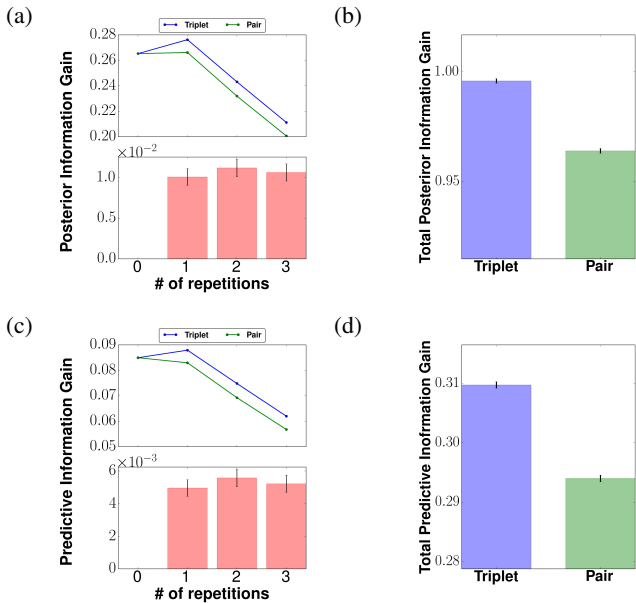 (a)
Triplet Pair
Posterior Information Gain
0.28
0.26
0.24
0.22
0.20
×10⁻²
1.0
0.5
0.0
0 1 2 3
# of repetitions
(b)
Total Posteriror Inofrmation Gain
1.00
0.95
Triplet Pair
(c)
Triplet Pair
Predictive Information Gain
0.09
0.08
0.07
0.06
0.05
×10⁻³
6
4
2
0
0 1 2 3
# of repetitions
(d)
Total Predictive Inofrmation Gain
0.31
0.30
0.29
0.28
Triplet Pair